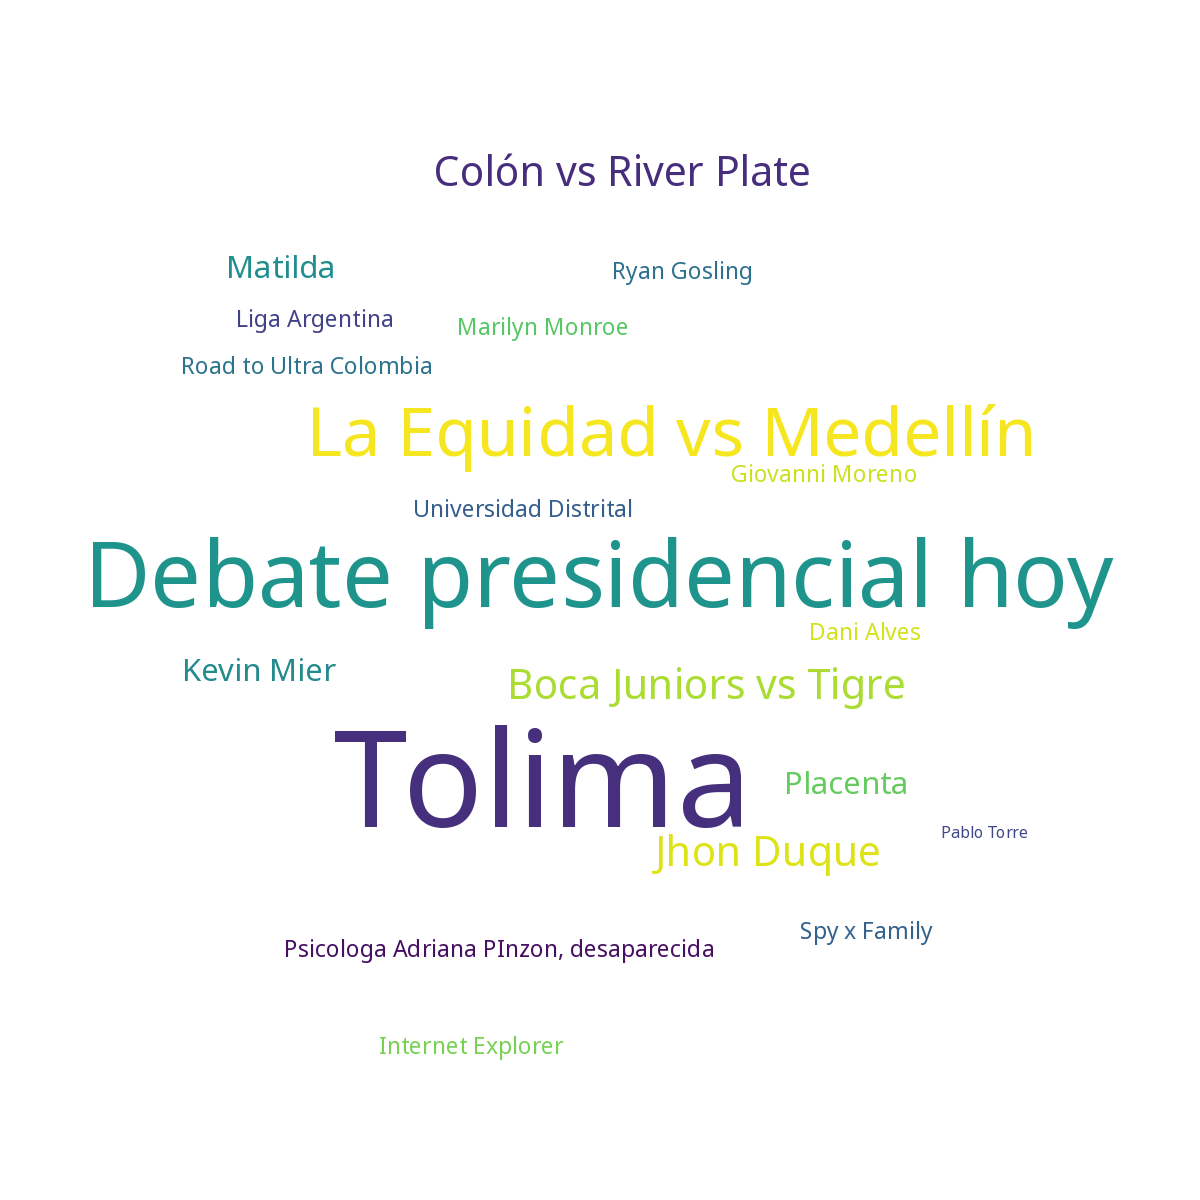 Colón vs River Plate
Matilda
Ryan Gosling
Liga Argentina
Marilyn Monroe
Road to Ultra Colombia
La Equidad vs Medellín
Giovanni Moreno
Universidad Distrital
Debate presidencial hoy
Dani Alves
Kevin Mier
Boca Juniors vs Tigre
Tolima
Placenta
Pablo Torre
Jhon Duque
Spy x Family
Psicologa Adriana PInzon, desaparecida
Internet Explorer